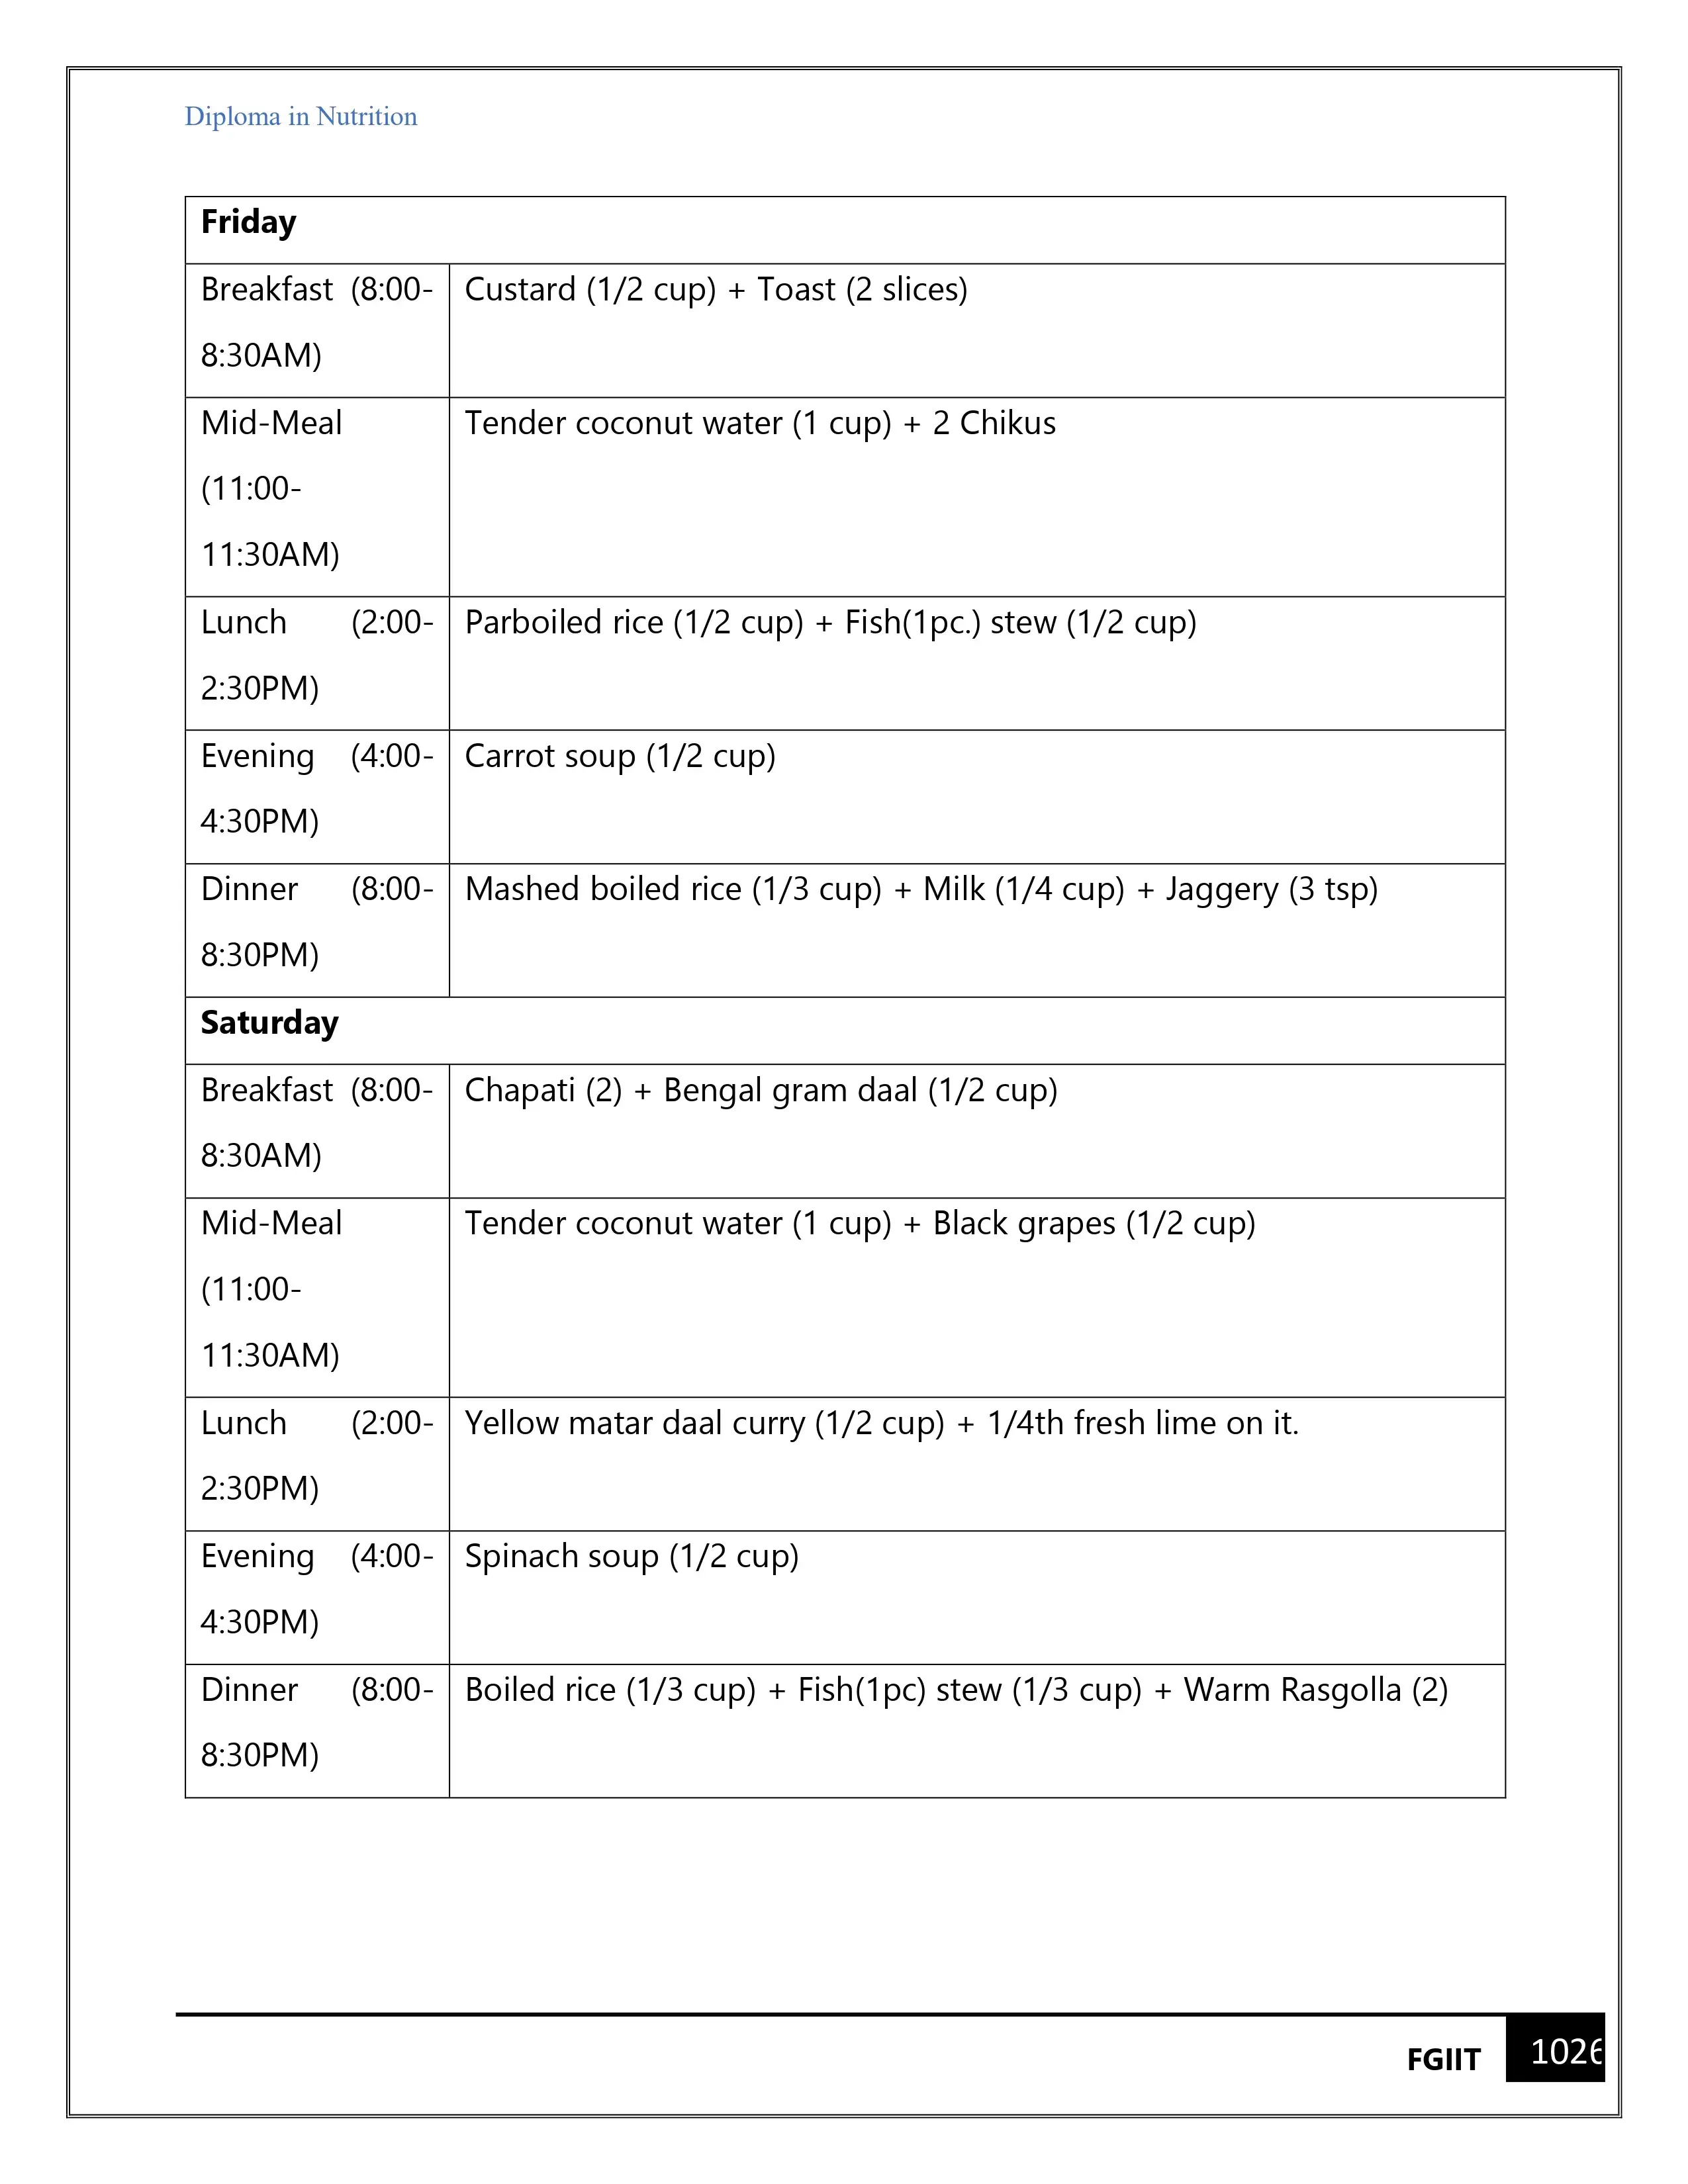 Diploma in Nutrition
Friday
Breakfast (8:00-
8:30AM)
Custard (1/2 cup) + Toast (2 slices)
Mid-Meal
(11:00-
11:30AM)
Tender coconut water (1 cup) + 2 Chikus
Lunch (2:00-
2:30PM)
Parboiled rice (1/2 cup) + Fish(1pc.) stew (1/2 cup)
Evening (4:00-
4:30PM)
Carrot soup (1/2 cup)
Dinner (8:00-
8:30PM)
Mashed boiled rice (1/3 cup) + Milk (1/4 cup) + Jaggery (3 tsp)
Saturday
Breakfast (8:00-
8:30AM)
Chapati (2) + Bengal gram daal (1/2 cup)
Mid-Meal
(11:00-
11:30AM)
Tender coconut water (1 cup) + Black grapes (1/2 cup)
Lunch (2:00-
2:30PM)
Yellow matar daal curry (1/2 cup) + 1/4th fresh lime on it.
Evening (4:00-
4:30PM)
Spinach soup (1/2 cup)
Dinner (8:00-
8:30PM)
Boiled rice (1/3 cup) + Fish(1pc) stew (1/3 cup) + Warm Rasgolla (2)
FGIIT 1026